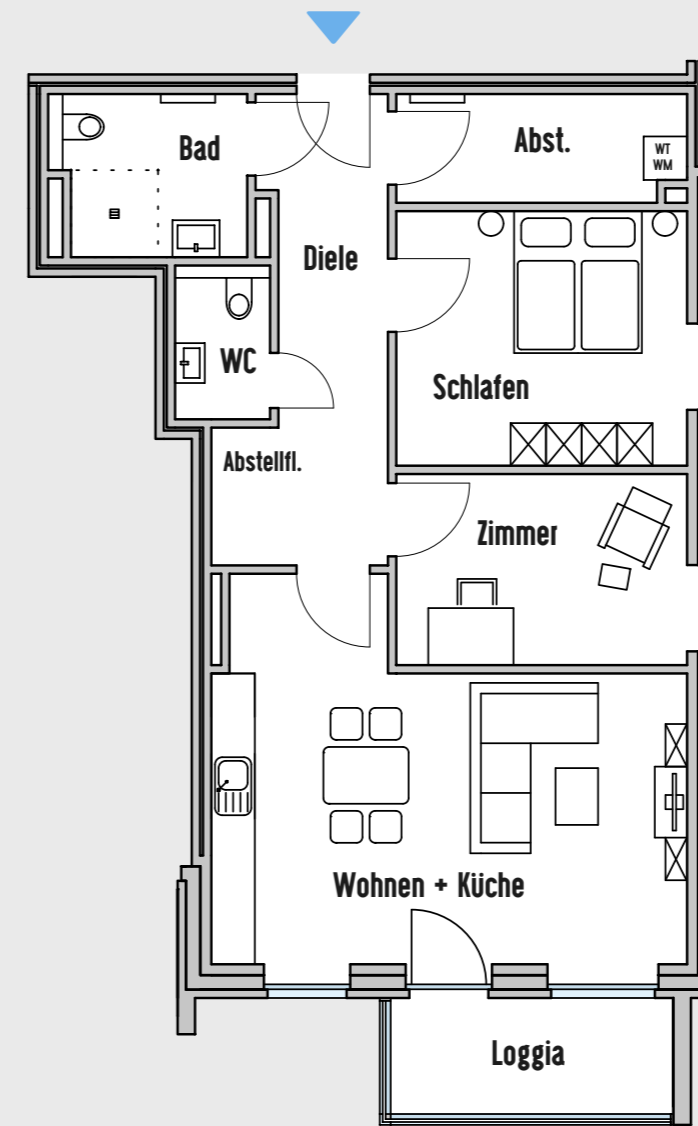 Bad
Abst.
WT
WM
Diele
WC
Schlafen
Abstellfl.
Zimmer
Wohnen + Küche
Loggia